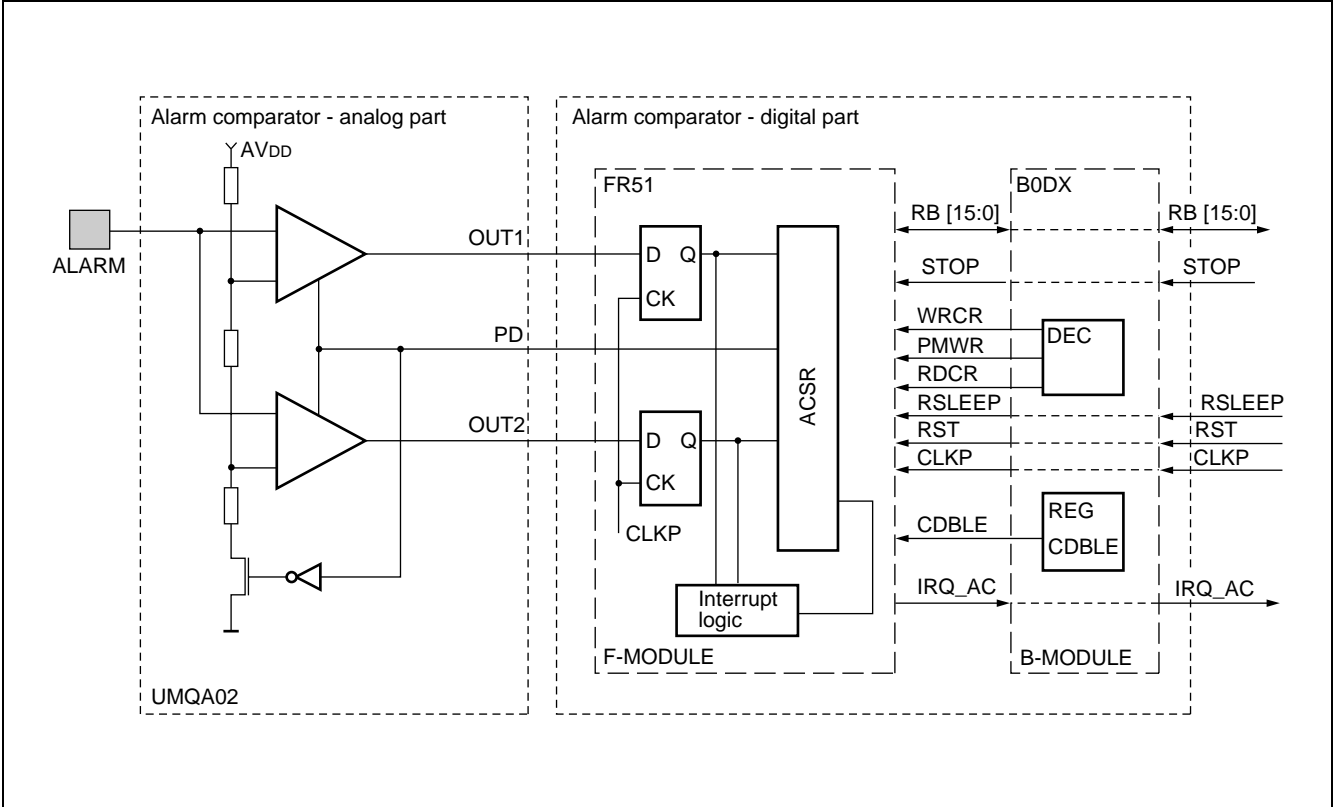 Alarm comparator - analog part
AVDD
ALARM
OUT1
PD
OUT2
UMQA02
Alarm comparator - digital part
FR51
D Q
CK
D Q
CK
CLKP
ACSR
Interrupt
logic
F-MODULE
B0DX
RB [15:0]
RB [15:0]
STOP
STOP
WRCR
DEC
PMWR
RDCR
RSLEEP
RSLEEP
RST
RST
CLKP
CLKP
REG
CDBLE
CDBLE
IRQ_AC
IRQ_AC
B-MODULE